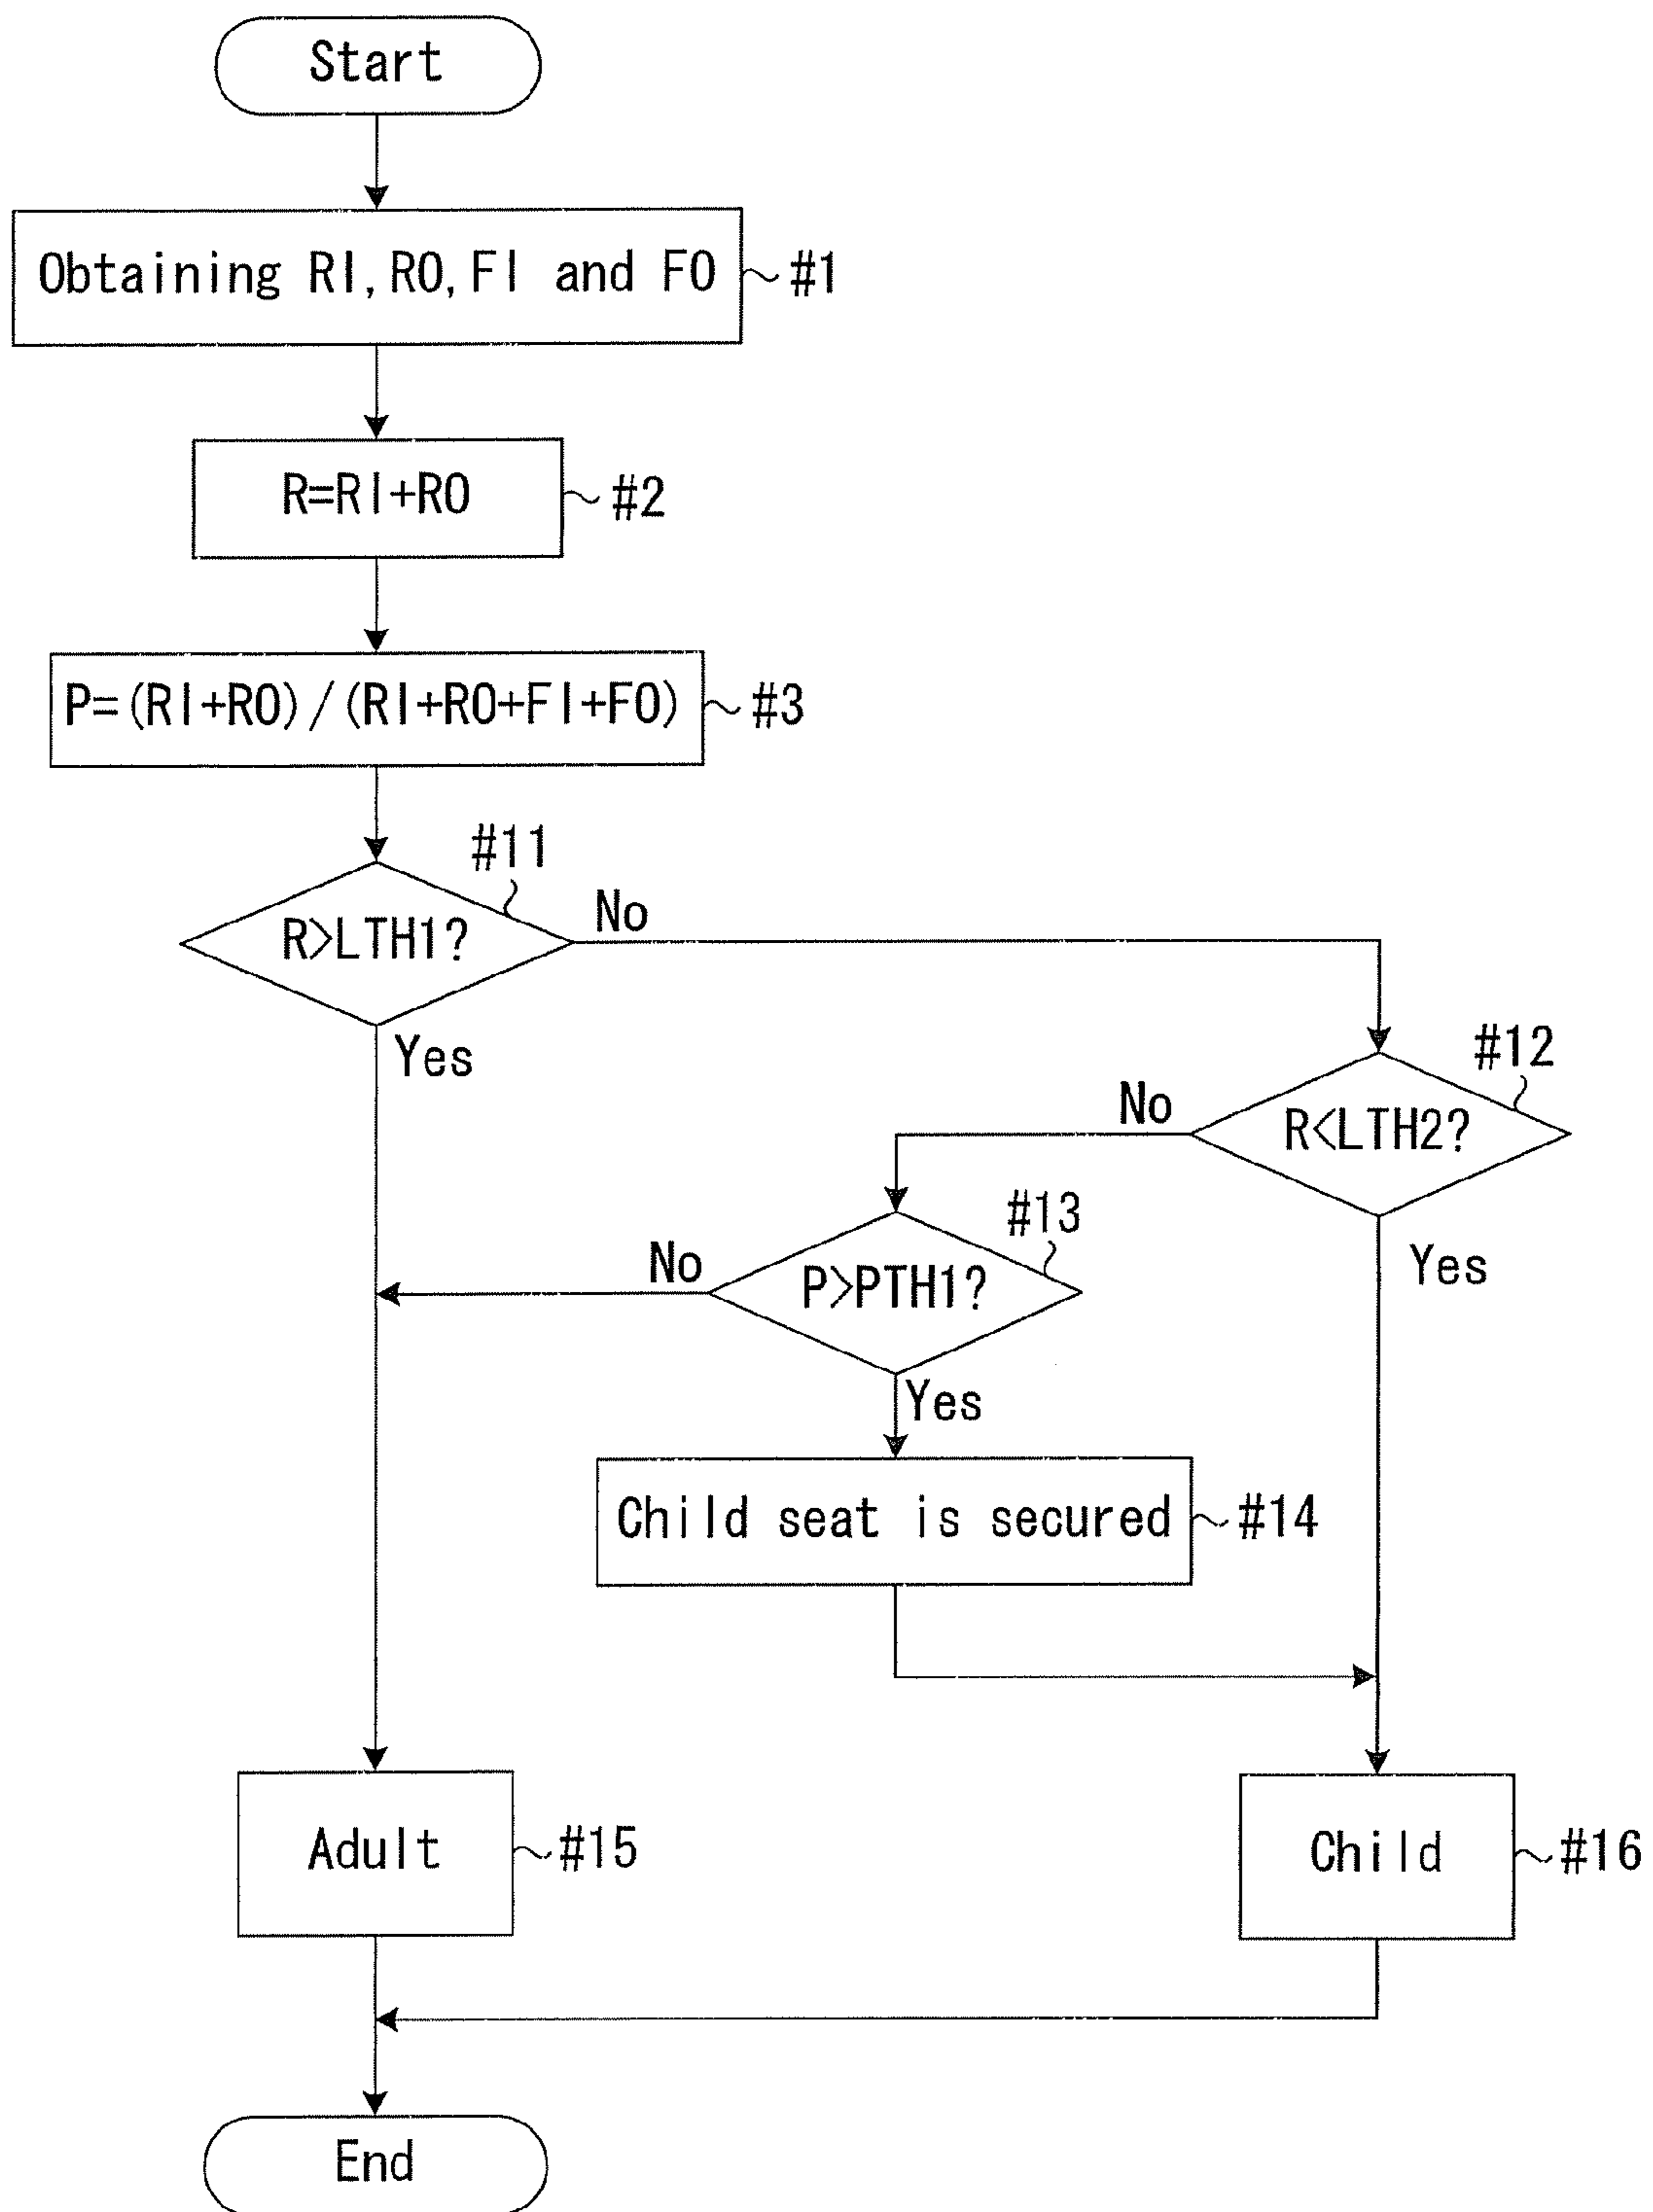 Start
Obtaining RI,RO,FI and FO
#1
R=RI+RO
#2
P=(RI+RO)/(RI+RO+FI+FO)
#3
#11
R>LTH1?
No
Yes
#12
R<LTH2?
No
Yes
#13
P>PTH1?
No
Yes
Child seat is secured
#14
Adult
#15
Child
#16
End